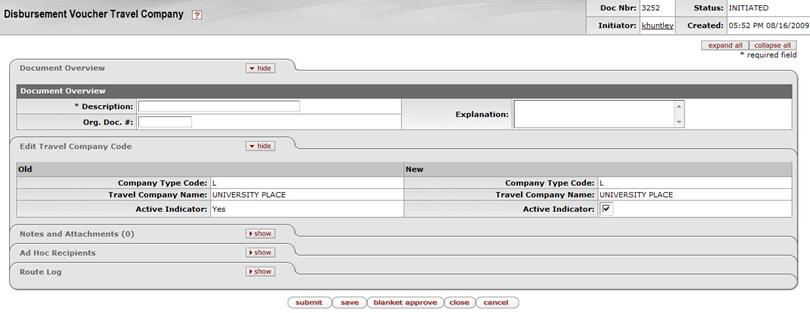 Disbursement Voucher Travel Company ?
Doc Nbr: 3252 Status: INITIATED
Initiator: khuntley Created: 05:52 PM 08/16/2009
expand all collapse all
* required field
Document Overview hide
Document Overview
* Description: Explanation:
Org. Doc. #:
Edit Travel Company Code hide
Old New
Company Type Code: L Company Type Code: L
Travel Company Name: UNIVERSITY PLACE Travel Company Name: UNIVERSITY PLACE
Active Indicator: Yes Active Indicator:
Notes and Attachments (0) show
Ad Hoc Recipients show
Route Log show
submit save blanket approve close cancel